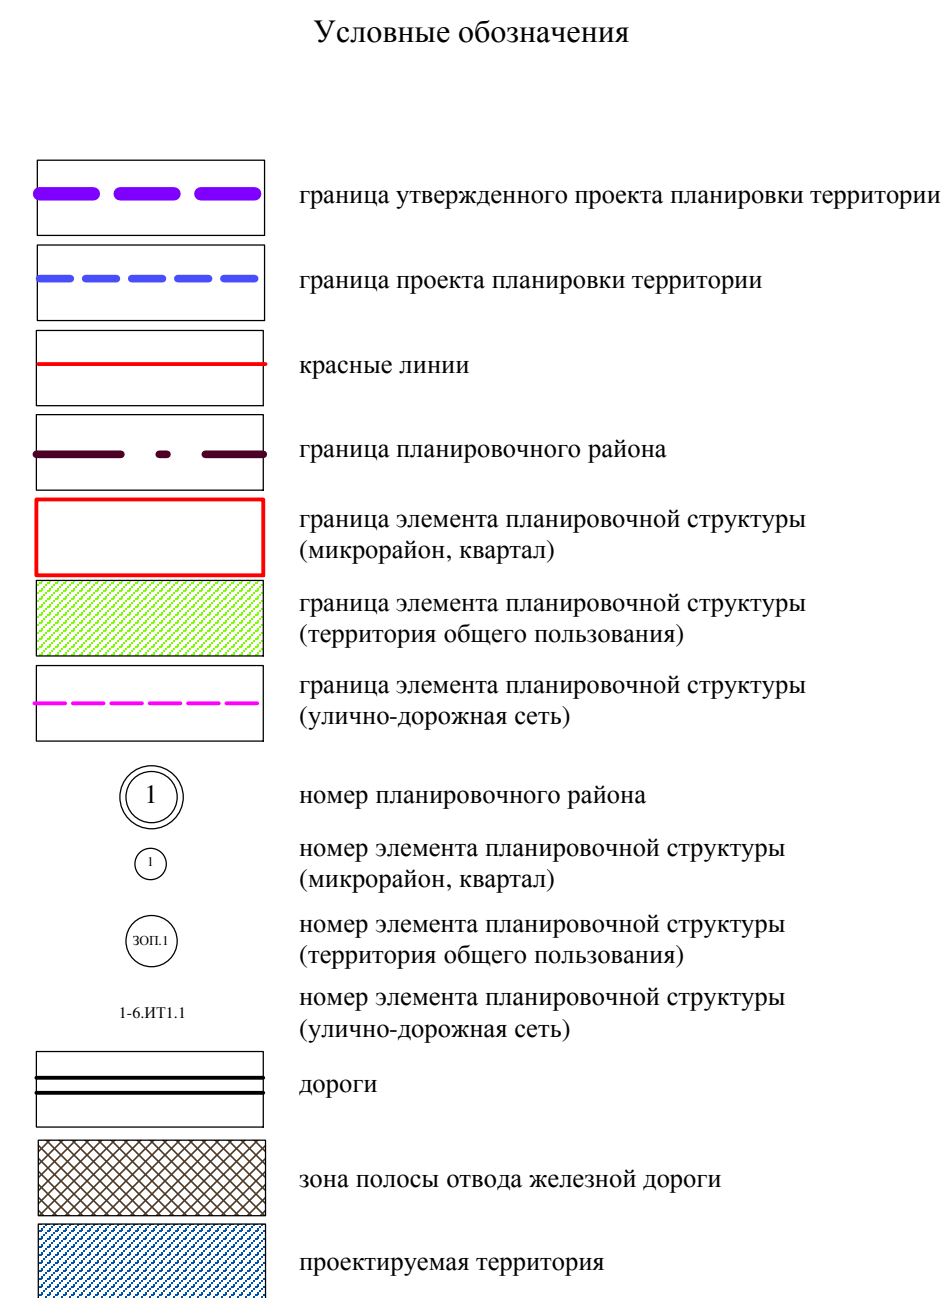 Условные обозначения
граница утвержденного проекта планировки территории
граница проекта планировки территории
красные линии
граница планировочного района
граница элемента планировочной структуры
(микрорайон, квартал)
граница элемента планировочной структуры
(территория общего пользования)
граница элемента планировочной структуры
(улично-дорожная сеть)
1 номер планировочного района
1 номер элемента планировочной структуры
(микрорайон, квартал)
ЗОП.1 номер элемента планировочной структуры
(территория общего пользования)
1-6.ИТ1.1 номер элемента планировочной структуры
(улично-дорожная сеть)
дороги
зона полосы отвода железной дороги
проектируемая территория